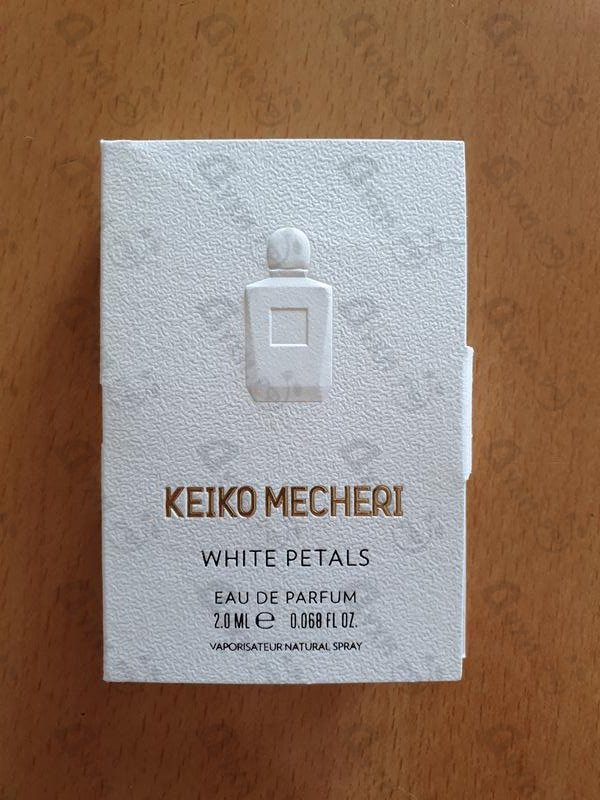 KEIKO MECHERI
WHITE PETALS
EAU DE PARFUM
2.0 ML ℮ 0.068 FL OZ.
VAPORISATEUR NATURAL SPRAY